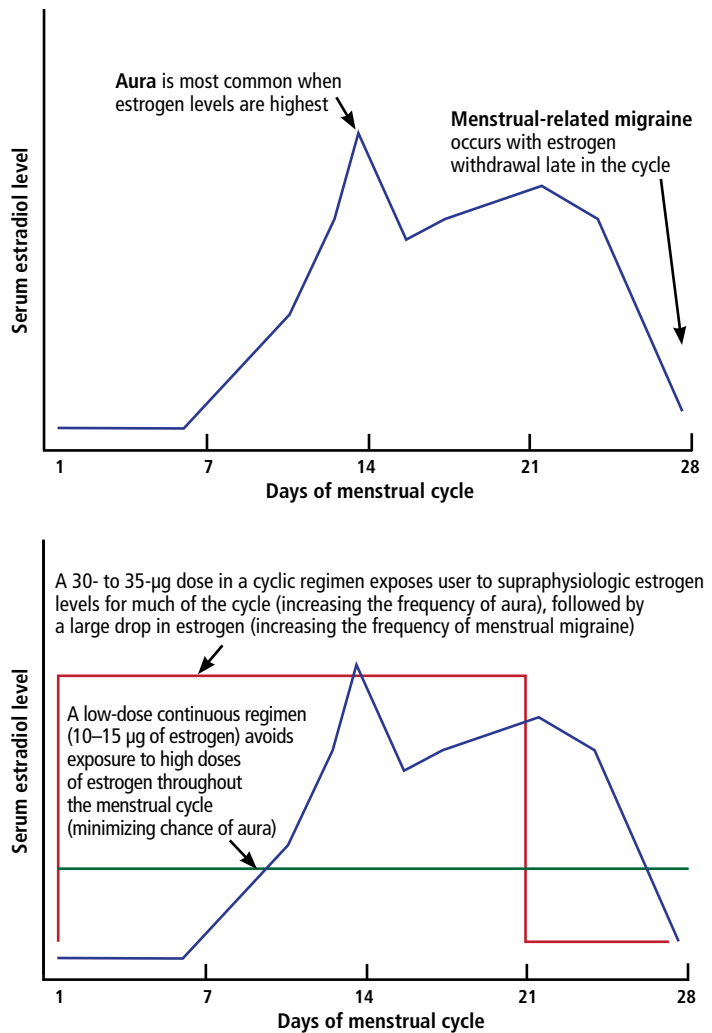 Aura is most common when
estrogen levels are highest
Menstrual-related migraine
occurs with estrogen
withdrawal late in the cycle
Serum estradiol level
1 7 14 21 28
Days of menstrual cycle
A 30- to 35-µg dose in a cyclic regimen exposes user to supraphysiologic estrogen
levels for much of the cycle (increasing the frequency of aura), followed by
a large drop in estrogen (increasing the frequency of menstrual migraine)
A low-dose continuous regimen
(10–15 µg of estrogen) avoids
exposure to high doses
of estrogen throughout
the menstrual cycle
(minimizing chance of aura)
Serum estradiol level
1 7 14 21 28
Days of menstrual cycle